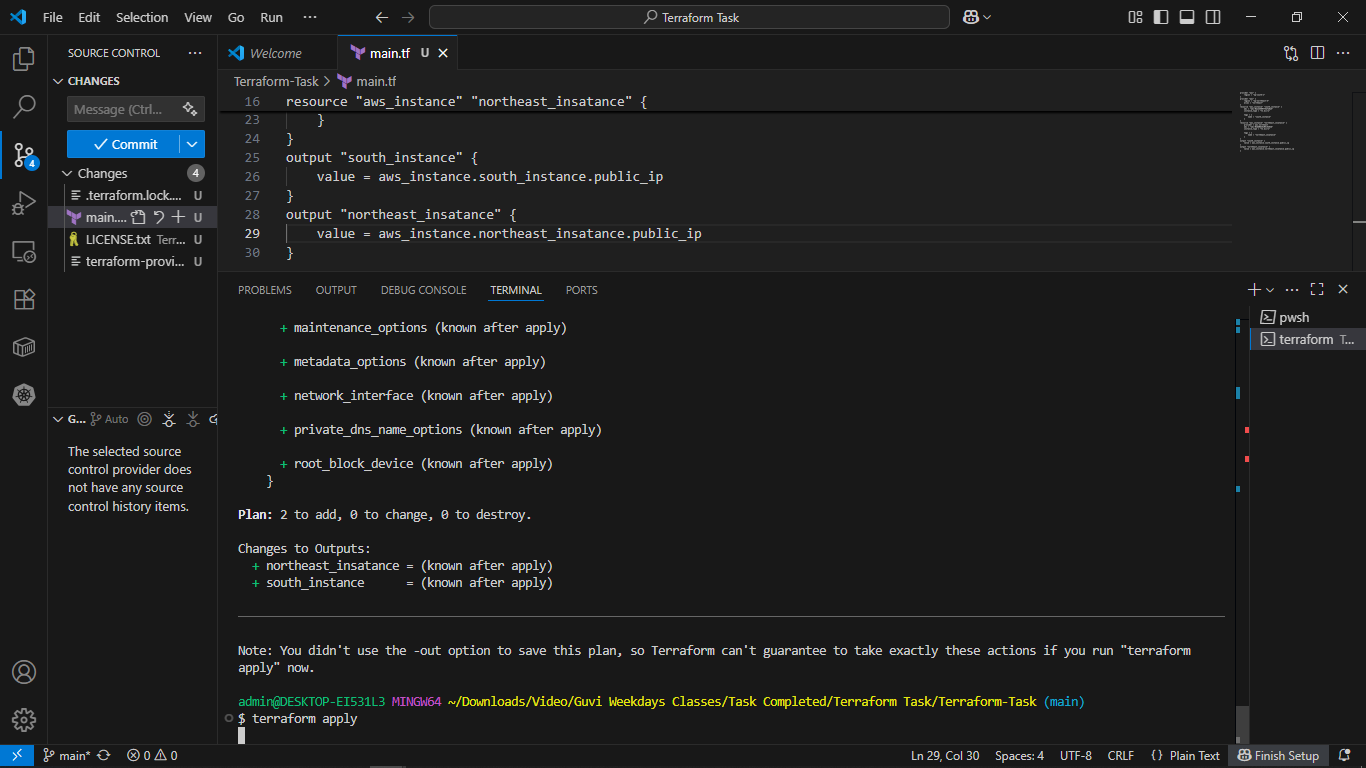 File Edit Selection View Go Run ··· Terraform Task
SOURCE CONTROL ···
CHANGES
Message (Ctrl...
Commit
Changes 4
.terraform.lock.... U
main.... U
LICENSE.txt Terr... U
terraform-provi... U
4
G... Auto
The selected source
control provider does
not have any source
control history items.
Welcome main.tf U
Terraform-Task > main.tf
16 resource "aws_instance" "northeast_insatance" {
23 }
24 }
25 output "south_instance" {
26 value = aws_instance.south_instance.public_ip
27 }
28 output "northeast_insatance" {
29 value = aws_instance.northeast_insatance.public_ip
30 }
PROBLEMS OUTPUT DEBUG CONSOLE TERMINAL PORTS
pwsh
terraform T...
+ maintenance_options (known after apply)
+ metadata_options (known after apply)
+ network_interface (known after apply)
+ private_dns_name_options (known after apply)
+ root_block_device (known after apply)
}
Plan: 2 to add, 0 to change, 0 to destroy.
Changes to Outputs:
+ northeast_insatance = (known after apply)
+ south_instance = (known after apply)
Note: You didn't use the -out option to save this plan, so Terraform can't guarantee to take exactly these actions if you run "terraform
apply" now.
admin@DESKTOP-EI531L3 MINGW64 ~/Downloads/Video/Guvi Weekdays Classes/Task Completed/Terraform Task/Terraform-Task (main)
$ terraform apply
main* 0 0 Ln 29, Col 30 Spaces: 4 UTF-8 CRLF {} Plain Text Finish Setup